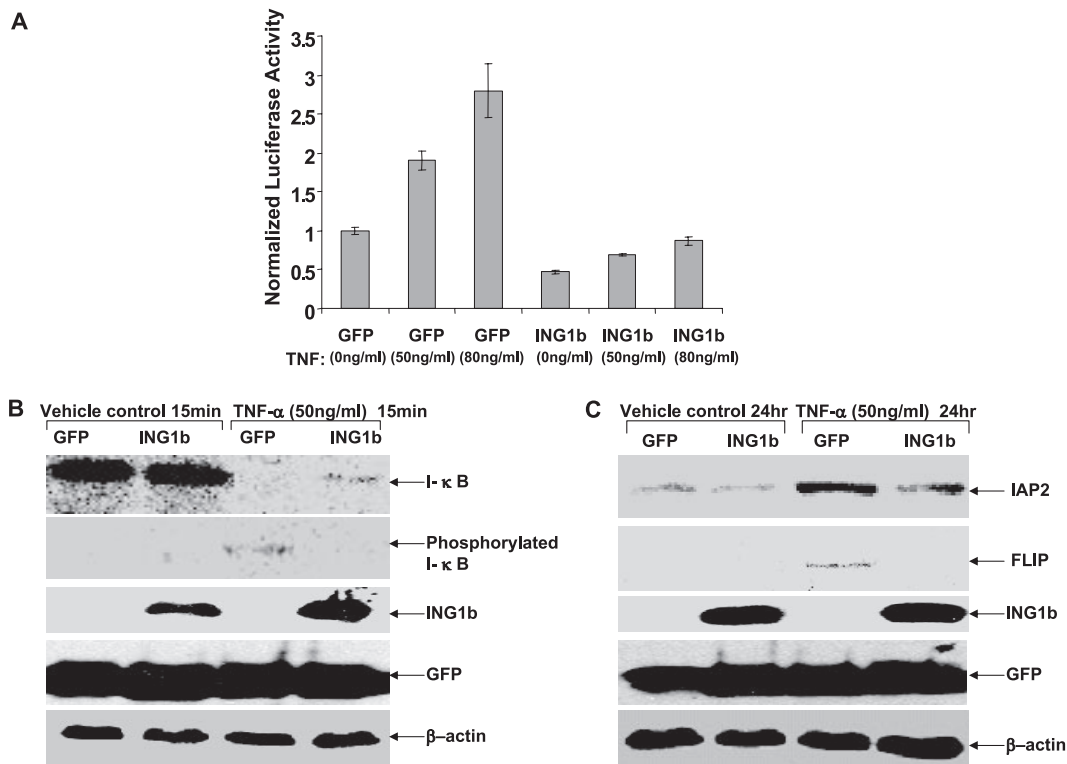 A
Normalized Luciferase Activity
3.5
3
2.5
2
1.5
1
0.5
0
GFP GFP GFP ING1b ING1b ING1b
TNF: (0ng/ml) (50ng/ml) (80ng/ml) (0ng/ml) (50ng/ml) (80ng/ml)
B
Vehicle control 15min TNF-α (50ng/ml) 15min
GFP ING1b GFP ING1b
I- κ B
Phosphorylated
I- κ B
ING1b
GFP
β–actin
C
Vehicle control 24hr TNF-α (50ng/ml) 24hr
GFP ING1b GFP ING1b
IAP2
FLIP
ING1b
GFP
β–actin